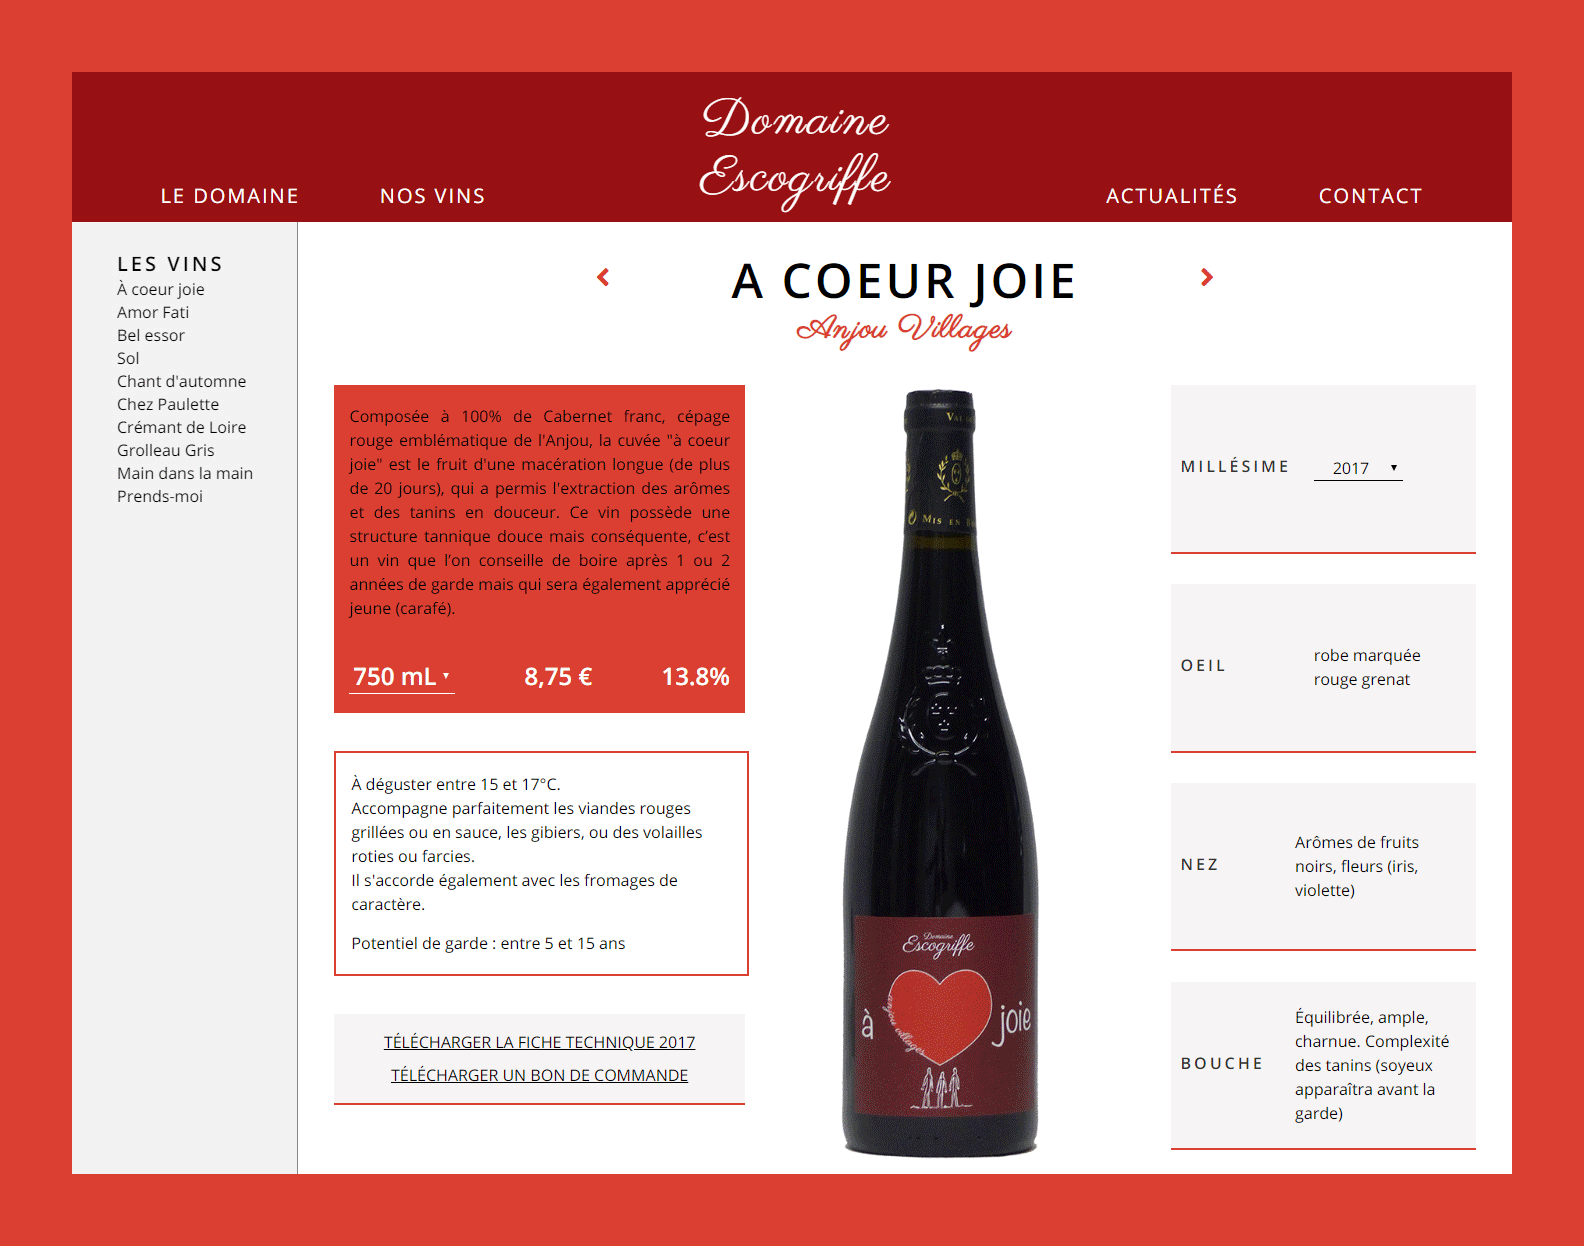 Domaine
Escogriffe
LE DOMAINE
NOS VINS
ACTUALITÉS
CONTACT
LES VINS
À coeur joie
Amor Fati
Bel essor
Sol
Chant d'automne
Chez Paulette
Crémant de Loire
Grolleau Gris
Main dans la main
Prends-moi
A COEUR JOIE
Anjou Villages
Composée à 100% de Cabernet franc, cépage
rouge emblématique de l'Anjou, la cuvée "à coeur
joie" est le fruit d'une macération longue (de plus
de 20 jours), qui a permis l'extraction des arômes
et des tanins en douceur. Ce vin possède une
structure tannique douce mais conséquente, c’est
un vin que l’on conseille de boire après 1 ou 2
années de garde mais qui sera également apprécié
jeune (carafé).
750 mL
8,75 €
13.8%
À déguster entre 15 et 17°C.
Accompagne parfaitement les viandes rouges
grillées ou en sauce, les gibiers, ou des volailles
roties ou farcies.
Il s'accorde également avec les fromages de
caractère.
Potentiel de garde : entre 5 et 15 ans
TÉLÉCHARGER LA FICHE TECHNIQUE 2017
TÉLÉCHARGER UN BON DE COMMANDE
MIS EN
Domaine
Escogriffe
à
anjou villages
joie
MILLÉSIME
2017
OEIL
robe marquée
rouge grenat
NEZ
Arômes de fruits
noirs, fleurs (iris,
violette)
BOUCHE
Équilibrée, ample,
charnue. Complexité
des tanins (soyeux
apparaîtra avant la
garde)